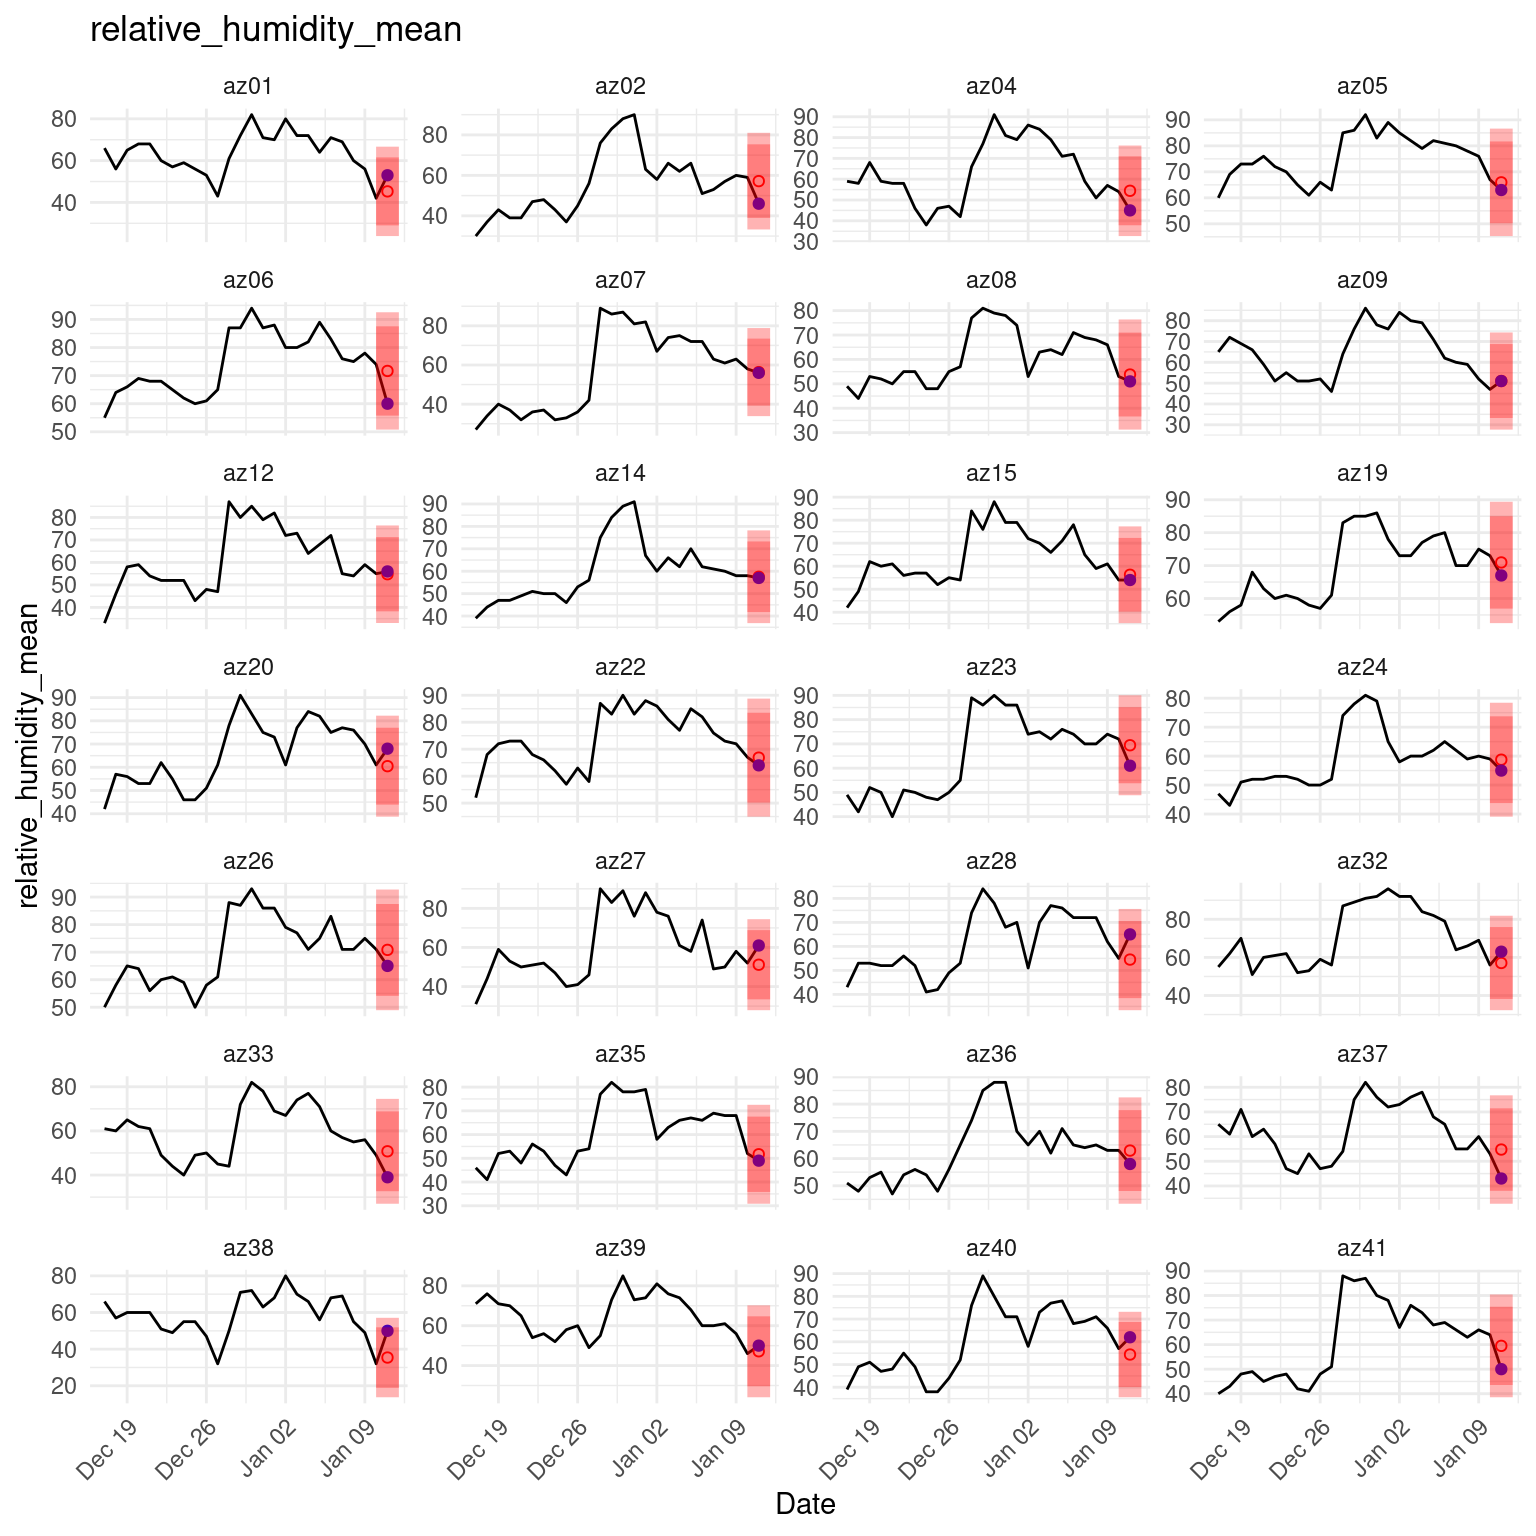 relative_humidity_mean
az01 az02 az04 az05
80 60 40
80 60 40
90 80 70 60 50 40 30
90 80 70 60 50
az06 az07 az08 az09
90 80 70 60 50
80 60 40
80 70 60 50 40 30
80 70 60 50 40 30
az12 az14 az15 az19
80 70 60 50 40
90 80 70 60 50 40
90 80 70 60 50 40
90 80 70 60
az20 az22 az23 az24
90 80 70 60 50 40
90 80 70 60 50
90 80 70 60 50 40
80 70 60 50 40
az26 az27 az28 az32
90 80 70 60 50
80 60 40
80 70 60 50 40
80 60 40
az33 az35 az36 az37
80 60 40
80 70 60 50 40 30
90 80 70 60 50
80 70 60 50 40
az38 az39 az40 az41
80 60 40 20
80 60 40
90 80 70 60 50 40
90 80 70 60 50 40
Dec 19 Dec 26 Jan 02 Jan 09
Dec 19 Dec 26 Jan 02 Jan 09
Dec 19 Dec 26 Jan 02 Jan 09
Dec 19 Dec 26 Jan 02 Jan 09
Date
relative_humidity_mean